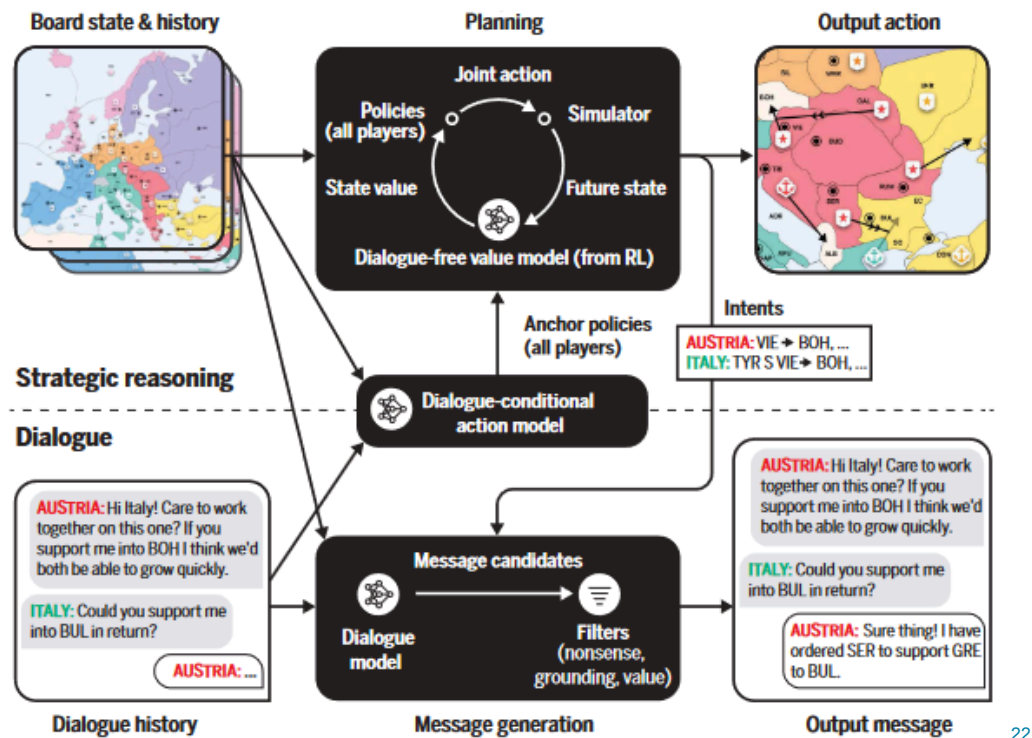 Board state & history
Planning
Output action
Joint action
Policies
(all players)
Simulator
State value
Future state
Dialogue-free value model (from RL)
Anchor policies
(all players)
Intents
AUSTRIA: VIE → BOH, ...
ITALY: TYR S VIE → BOH, ...
Strategic reasoning
Dialogue-conditional
action model
Dialogue
AUSTRIA: Hi Italy! Care to work
together on this one? If you
support me into BOH I think we'd
both be able to grow quickly.
ITALY: Could you support me
into BUL in return?
AUSTRIA: ...
Dialogue history
Message candidates
Dialogue
model
Filters
(nonsense,
grounding, value)
Message generation
AUSTRIA: Hi Italy! Care to work
together on this one? If you
support me into BOH I think we'd
both be able to grow quickly.
ITALY: Could you support me
into BUL in return?
AUSTRIA: Sure thing! I have
ordered SER to support GRE
to BUL.
Output message
22